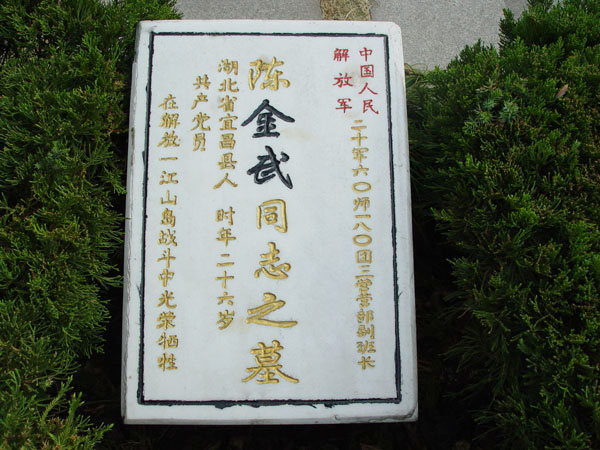 中国人民
解放军
二十军六〇师一八〇团三营营部副班长
陈金武同志之墓
湖北省宜昌县人 时年二十六岁
共产党员
在解放一江山岛战斗中光荣牺牲